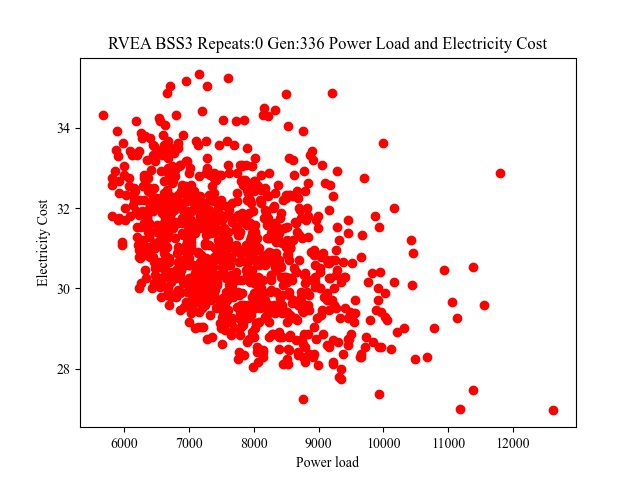 RVEA BSS3 Repeats:0 Gen:336 Power Load and Electricity Cost
34
32
30
28
Electricity Cost
6000 7000 8000 9000 10000 11000 12000
Power load